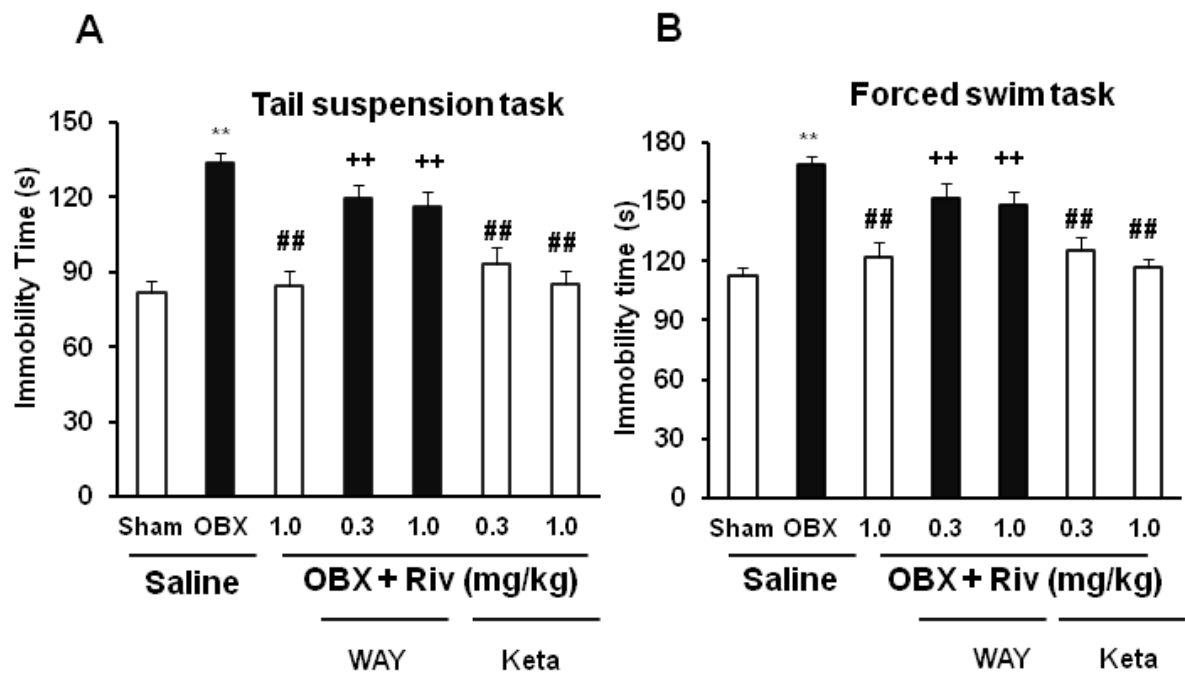 A
Tail suspension task
Immobility Time (s)
150
120
90
60
30
0
**
##
++
++
##
##
Sham OBX 1.0 0.3 1.0 0.3 1.0
Saline OBX + Riv (mg/kg)
WAY Keta
B
Forced swim task
Immobility time (s)
180
150
120
90
60
30
0
**
##
++
++
##
##
Sham OBX 1.0 0.3 1.0 0.3 1.0
Saline OBX + Riv (mg/kg)
WAY Keta